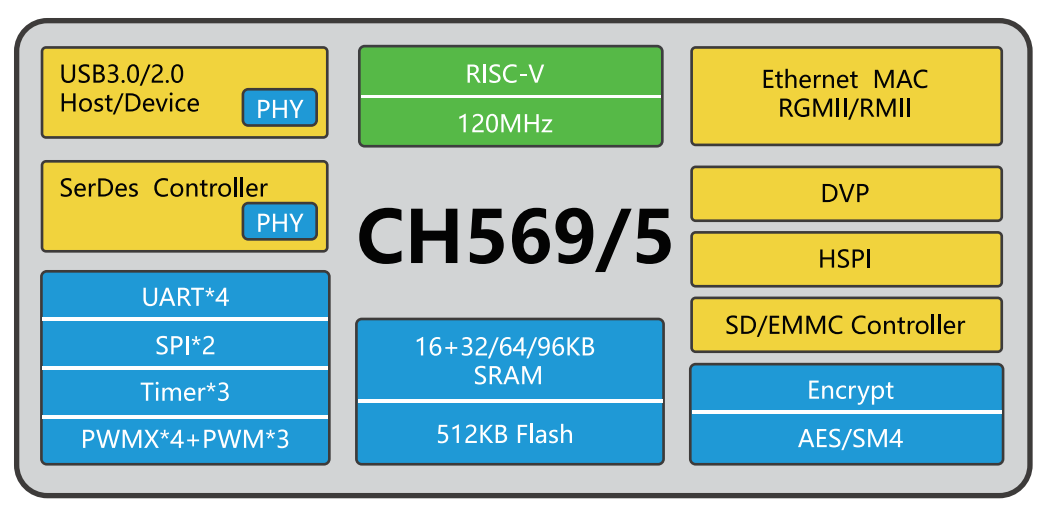 USB3.0/2.0
Host/Device
PHY
SerDes Controller
PHY
UART*4
SPI*2
Timer*3
PWMX*4+PWM*3
RISC-V
120MHz
CH569/5
16+32/64/96KB
SRAM
512KB Flash
Ethernet MAC
RGMII/RMII
DVP
HSPI
SD/EMMC Controller
Encrypt
AES/SM4